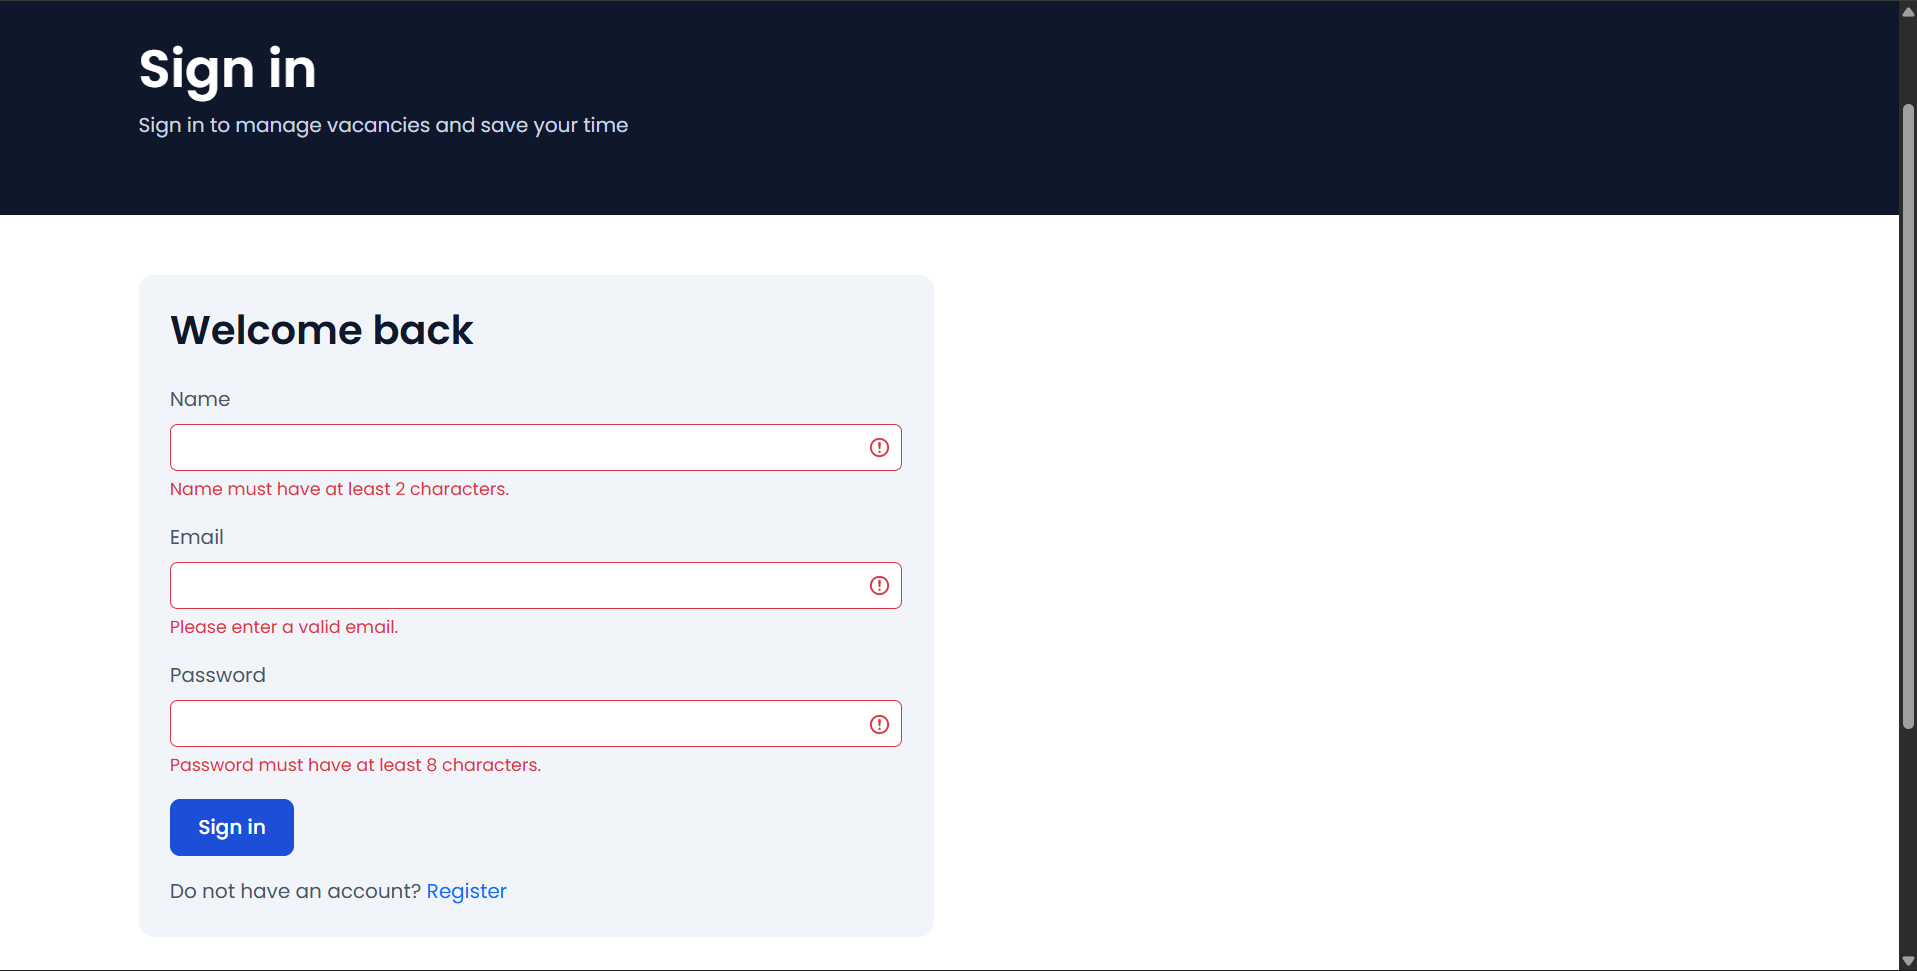 Sign in
Sign in to manage vacancies and save your time
Welcome back
Name
Name must have at least 2 characters.
Email
Please enter a valid email.
Password
Password must have at least 8 characters.
Sign in
Do not have an account? Register